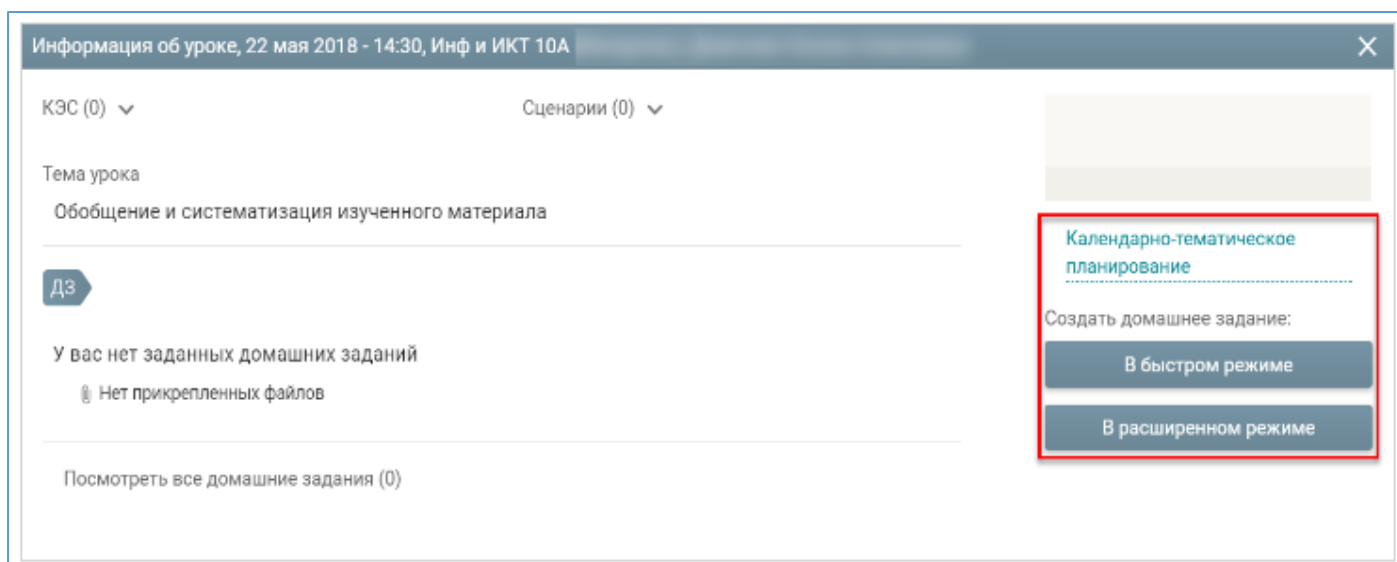 Информация об уроке, 22 мая 2018 - 14:30, Инф и ИКТ 10А
КЭС (0)
Сценарии (0)
Тема урока
Обобщение и систематизация изученного материала
ДЗ
У вас нет заданных домашних заданий
Нет прикрепленных файлов
Посмотреть все домашние задания (0)
Календарно-тематическое
планирование
Создать домашнее задание:
В быстром режиме
В расширенном режиме